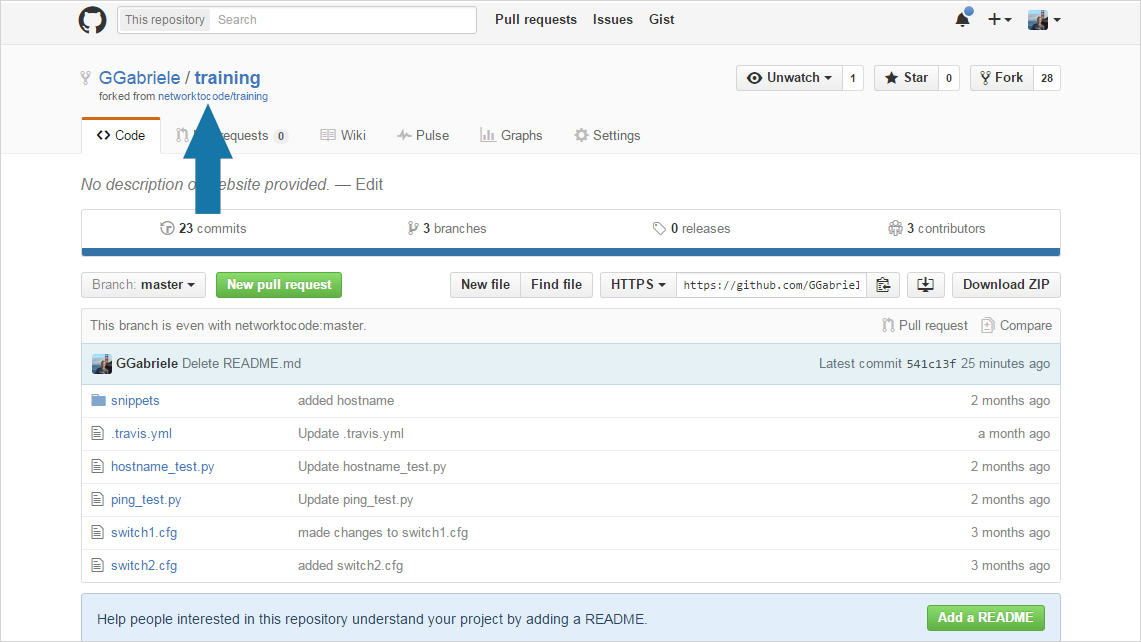 This repository Search Pull requests Issues Gist
GGabriele / training Unwatch 1 Star 0 Fork 28
forked from networktocode/training
Code requests 0 Wiki Pulse Graphs Settings
No description ebsite provided. — Edit
23 commits 3 branches 0 releases 3 contributors
Branch: master New pull request New file Find file HTTPS https://github.com/GGabriel Download ZIP
This branch is even with networktocode:master. Pull request Compare
GGabriele Delete README.md Latest commit 541c13f 25 minutes ago
snippets added hostname 2 months ago
.travis.yml Update .travis.yml a month ago
hostname_test.py Update hostname_test.py 2 months ago
ping_test.py Update ping_test.py 2 months ago
switch1.cfg made changes to switch1.cfg 3 months ago
switch2.cfg added switch2.cfg 3 months ago
Help people interested in this repository understand your project by adding a README. Add a README